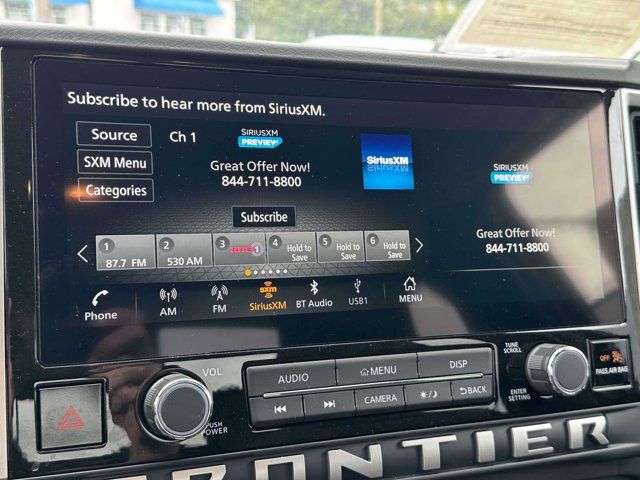 Subscribe to hear more from SiriusXM.
Source
Ch 1
SIRIUSXM
PREVIEW
SXM Menu
Great Offer Now!
844-711-8800
Categories
SiriusXM
SIRIUSXM
PREVIEW
Great Offer Now!
844-711-8800
Subscribe
1 2 3 4 5 6
87.7 FM 530 AM Hold to Save Hold to Save Hold to Save
Phone AM FM sxm SiriusXM BT Audio USB1 MENU
VOL
PUSH
POWER
AUDIO MENU DISP
CAMERA BACK
TUNE
SCROLL
ENTER
SETTING
OFF
PASS AIR BAG
FRONTIER